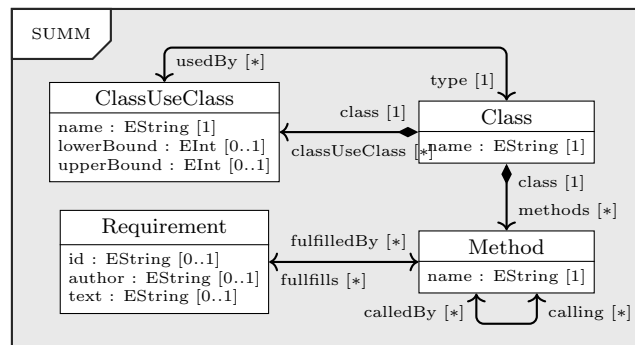 SUMM
usedBy [*]
type [1]
ClassUseClass
name : EString [1]
lowerBound : EInt [0..1]
upperBound : EInt [0..1]
class [1]
classUseClass [*]
Class
name : EString [1]
class [1]
methods [*]
Requirement
id : EString [0..1]
author : EString [0..1]
text : EString [0..1]
fulfilledBy [*]
fullfills [*]
Method
name : EString [1]
calledBy [*]
calling [*]